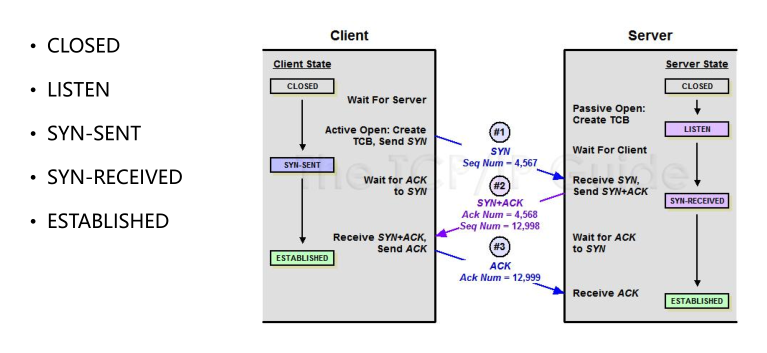 • CLOSED
• LISTEN
• SYN-SENT
• SYN-RECEIVED
• ESTABLISHED
Client
Server
Client State
CLOSED
Wait For Server
Active Open: Create
TCB, Send SYN
SYN-SENT
Wait for ACK
to SYN
Receive SYN+ACK,
Send ACK
ESTABLISHED
#1
SYN
Seq Num = 4,567
#2
SYN+ACK
Ack Num = 4,568
Seq Num = 12,998
#3
ACK
Ack Num = 12,999
Server State
CLOSED
Passive Open:
Create TCB
LISTEN
Wait For Client
Receive SYN,
Send SYN+ACK
SYN-RECEIVED
Wait for ACK
to SYN
Receive ACK
ESTABLISHED
The TCP/IP Guide